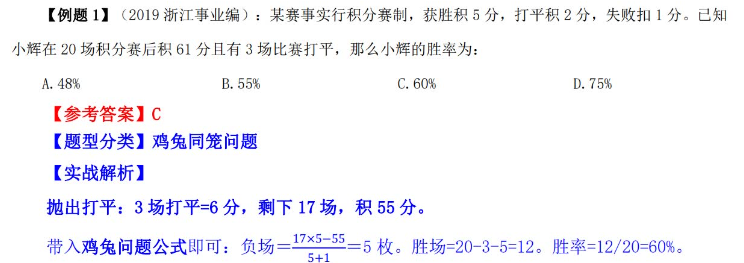 【例题 1】（2019 浙江事业编）：某赛事实行积分赛制，获胜积 5 分，打平积 2 分，失败扣 1 分。已知
小辉在 20 场积分赛后积 61 分且有 3 场比赛打平，那么小辉的胜率为：
A.48% B.55% C.60% D.75%
【参考答案】C
【题型分类】鸡兔同笼问题
【实战解析】
抛出打平：3 场打平=6 分，剩下 17 场，积 55 分。
带入鸡兔问题公式即可：负场=\frac{17×5−55}{5+1}=5 枚。胜场=20-3-5=12。胜率=12/20=60%。